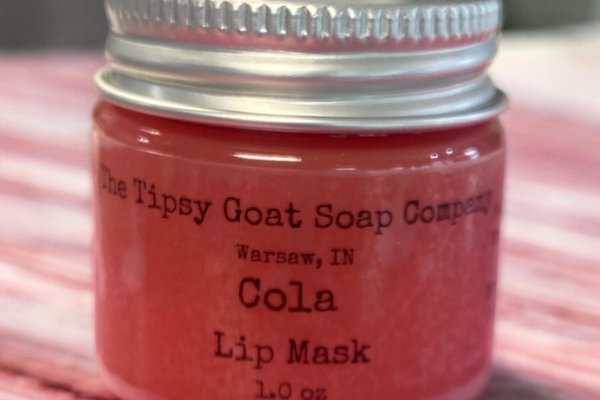 The Tipsy Goat Soap Company
Warsaw, IN
Cola
Lip Mask
1.0 oz